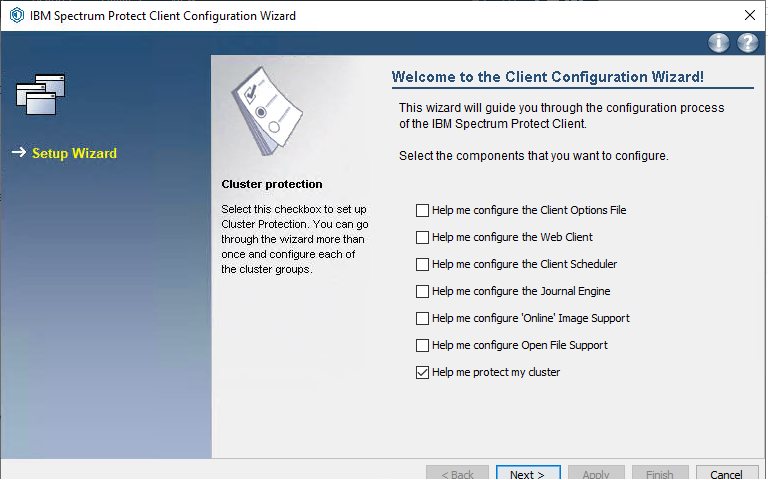 IBM Spectrum Protect Client Configuration Wizard
Setup Wizard
Cluster protection
Select this checkbox to set up
Cluster Protection. You can go
through the wizard more than
once and configure each of
the cluster groups.
Welcome to the Client Configuration Wizard!
This wizard will guide you through the configuration process
of the IBM Spectrum Protect Client.
Select the components that you want to configure.
Help me configure the Client Options File
Help me configure the Web Client
Help me configure the Client Scheduler
Help me configure the Journal Engine
Help me configure 'Online' Image Support
Help me configure Open File Support
Help me protect my cluster
< Back Next > Apply Finish Cancel